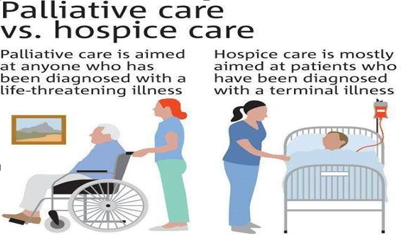 Palliative care
vs. hospice care
Palliative care is aimed
at anyone who has
been diagnosed with a
life-threatening illness
Hospice care is mostly
aimed at patients who
have been diagnosed
with a terminal illness